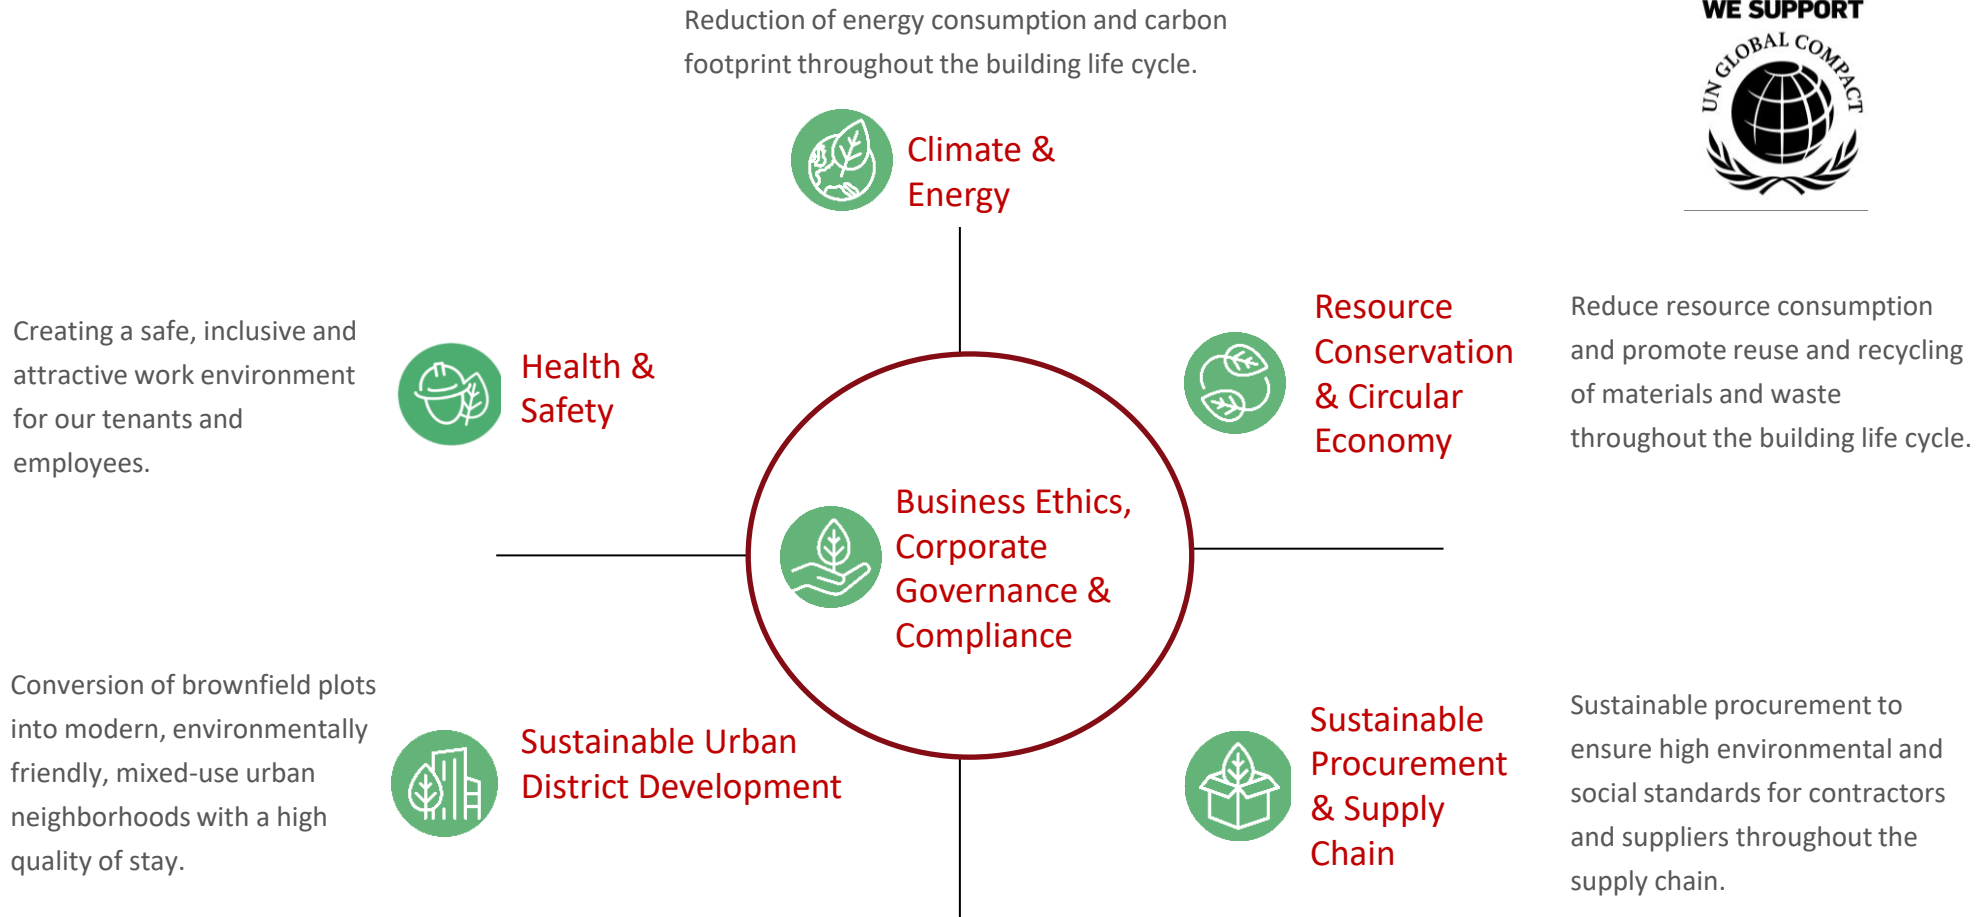 Reduction of energy consumption and carbon
footprint throughout the building life cycle.
WE SUPPORT
UN GLOBAL COMPACT
Climate &
Energy
Creating a safe, inclusive and
attractive work environment
for our tenants and
employees.
Health &
Safety
Resource
Conservation
& Circular
Economy
Reduce resource consumption
and promote reuse and recycling
of materials and waste
throughout the building life cycle.
Business Ethics,
Corporate
Governance &
Compliance
Conversion of brownfield plots
into modern, environmentally
friendly, mixed-use urban
neighborhoods with a high
quality of stay.
Sustainable Urban
District Development
Sustainable
Procurement
& Supply
Chain
Sustainable procurement to
ensure high environmental and
social standards for contractors
and suppliers throughout the
supply chain.